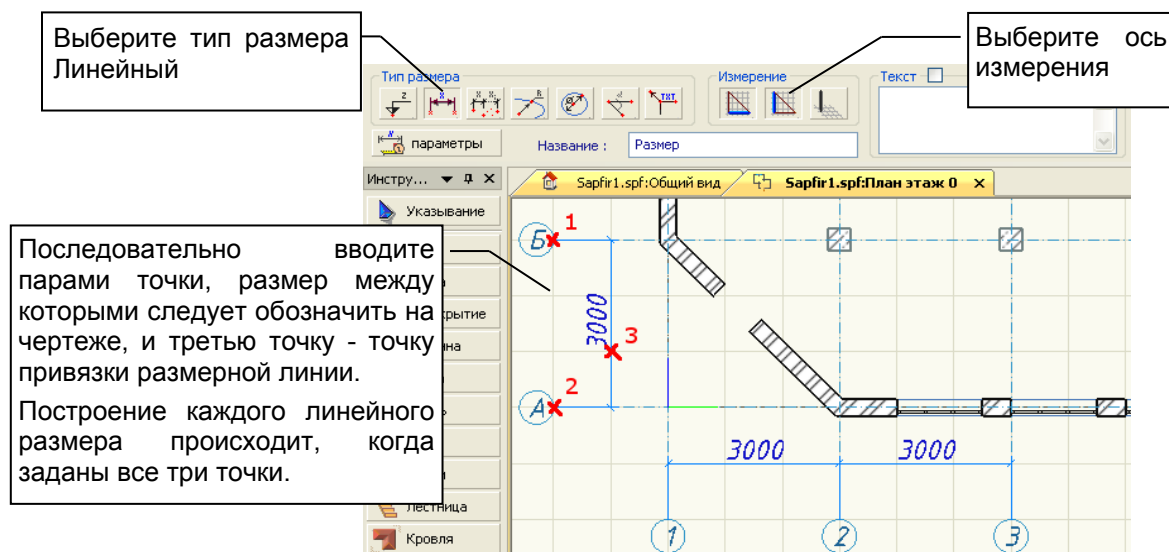 Выберите тип размера
Линейный
Выберите ось
измерения
Тип размера
Измерение
Текст
z
x
x x
R
TXT
N
параметры
Название :
Размер
Инстру...
Sapfir1.spf:Общий вид
Sapfir1.spf:План этаж 0
Указывание
Последовательно вводите
парами точки, размер между
которыми следует обозначить на
чертеже, и третью точку - точку
привязки размерной линии.
Построение каждого линейного
размера происходит, когда
заданы все три точки.
Лестница
Кровля
Б
1
3000
3
А
2
3000
3000
1
2
3